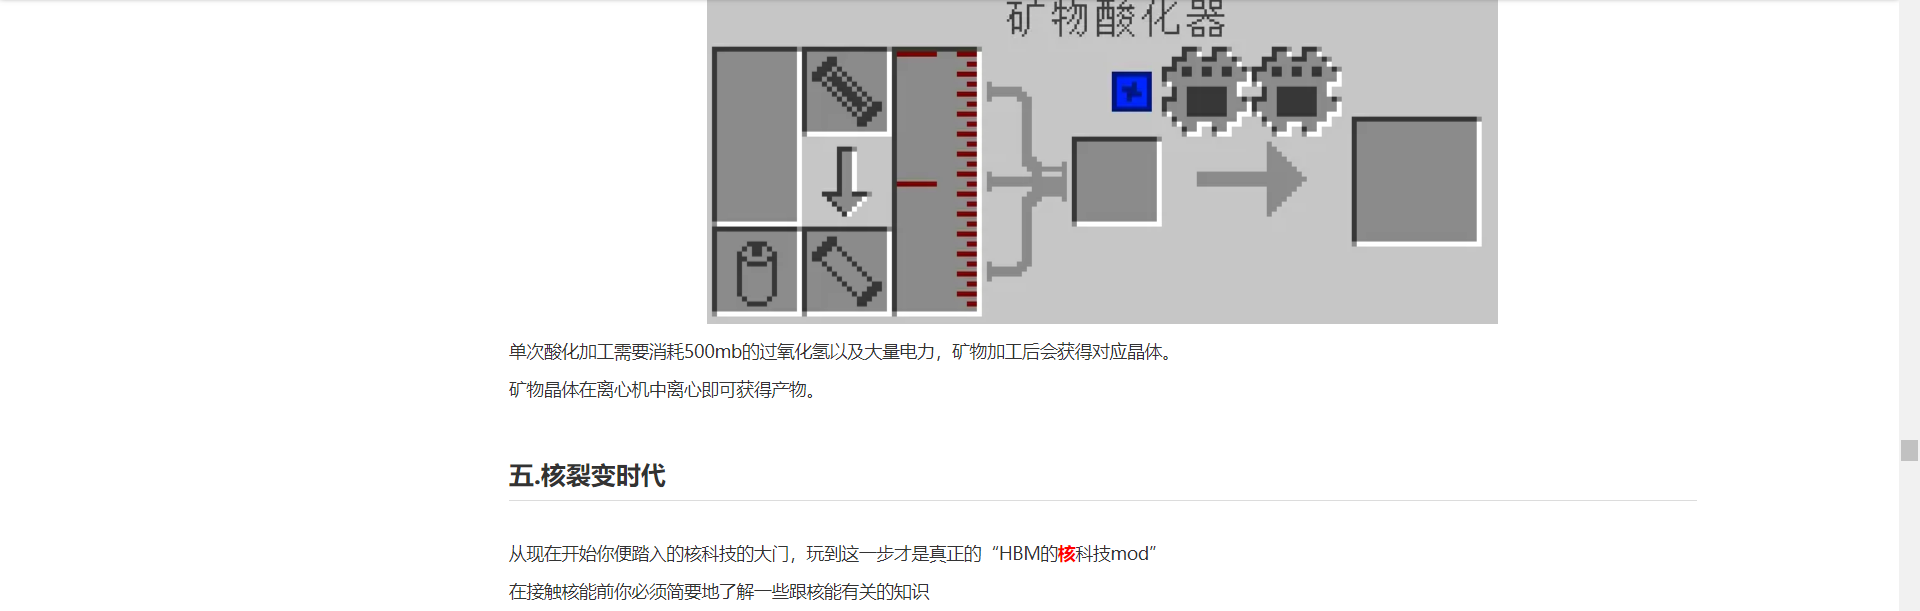 矿物酸化器
单次酸化加工需要消耗500mb的过氧化氢以及大量电力，矿物加工后会获得对应晶体。
矿物晶体在离心机中离心即可获得产物。
五.核裂变时代
从现在开始你便踏入的核科技的大门，玩到这一步才是真正的“HBM的核科技mod”
在接触核能前你必须简要地了解一些跟核能有关的知识